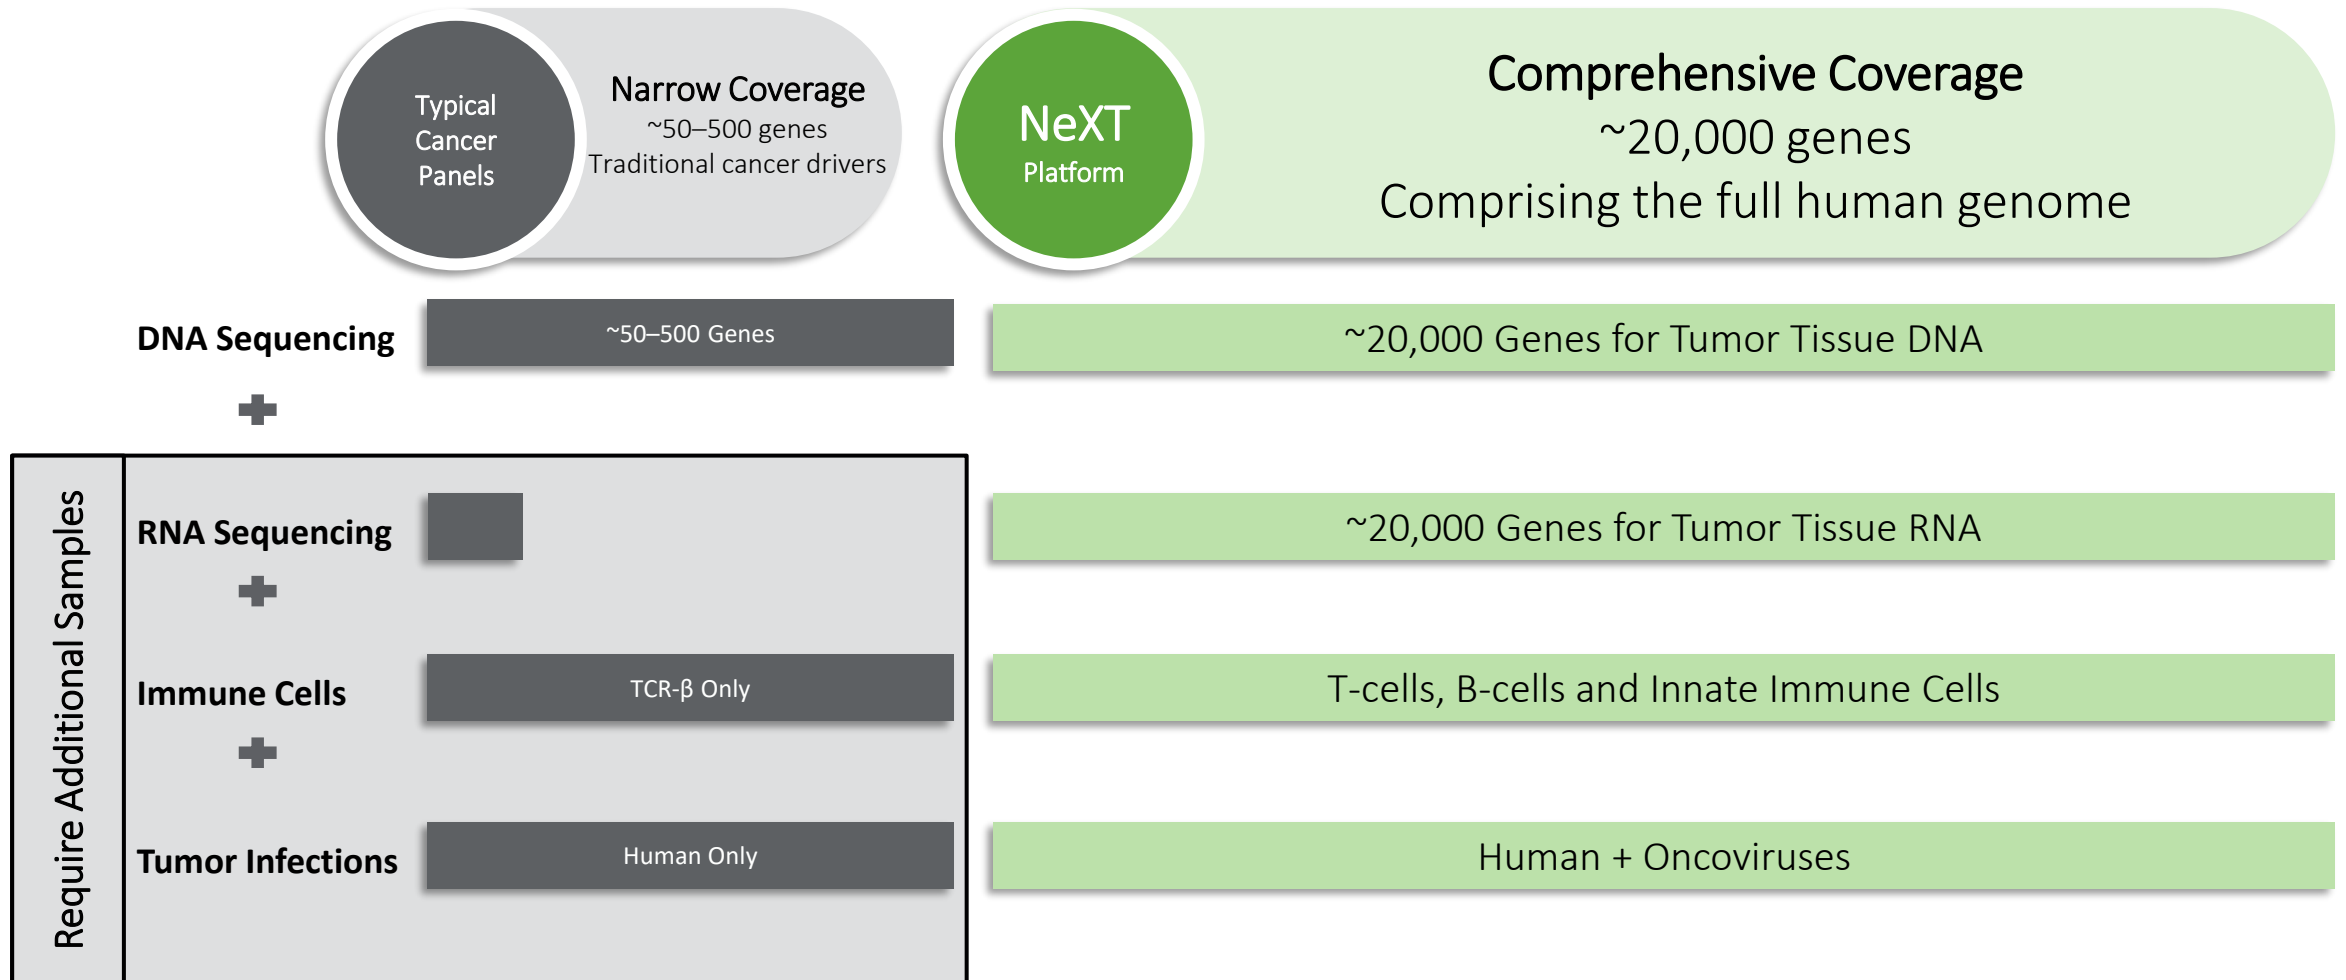 Typical
Cancer
Panels
Narrow Coverage
~50–500 genes
Traditional cancer drivers
NeXT
Platform
Comprehensive Coverage
~20,000 genes
Comprising the full human genome
DNA Sequencing
~50–500 Genes
~20,000 Genes for Tumor Tissue DNA
Require Additional Samples
RNA Sequencing
~20,000 Genes for Tumor Tissue RNA
Immune Cells
TCR-β Only
T-cells, B-cells and Innate Immune Cells
Tumor Infections
Human Only
Human + Oncoviruses